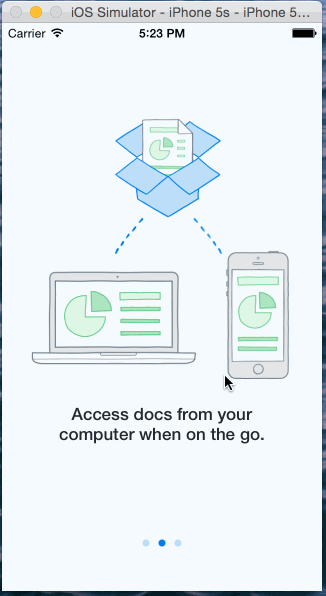 iOS Simulator - iPhone 5s - iPhone 5...
Carrier 5:23 PM
Access docs from your
computer when on the go.